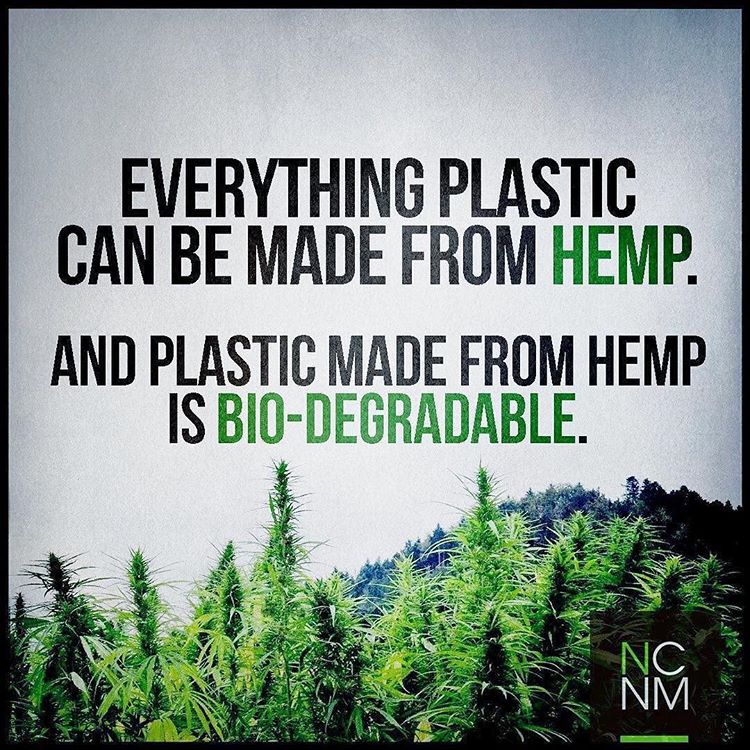 EVERYTHING PLASTIC
CAN BE MADE FROM HEMP.
AND PLASTIC MADE FROM HEMP
IS BIO-DEGRADABLE.
NC
NM